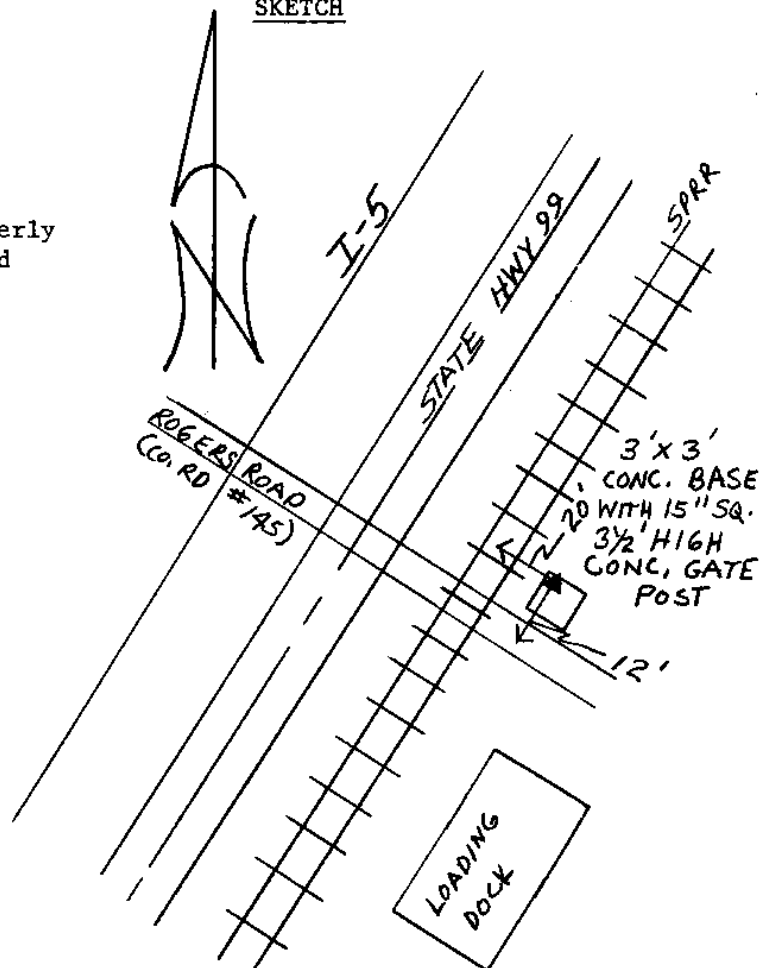 SKETCH
erly
d
I-5
STATE HWY 99
SPRR
ROGERS ROAD
(CO. RD #145)
3' X 3'
CONC. BASE
WITH 15" SQ.
3½' HIGH
CONC. GATE
POST
20'
12'
LOADING
DOCK
N